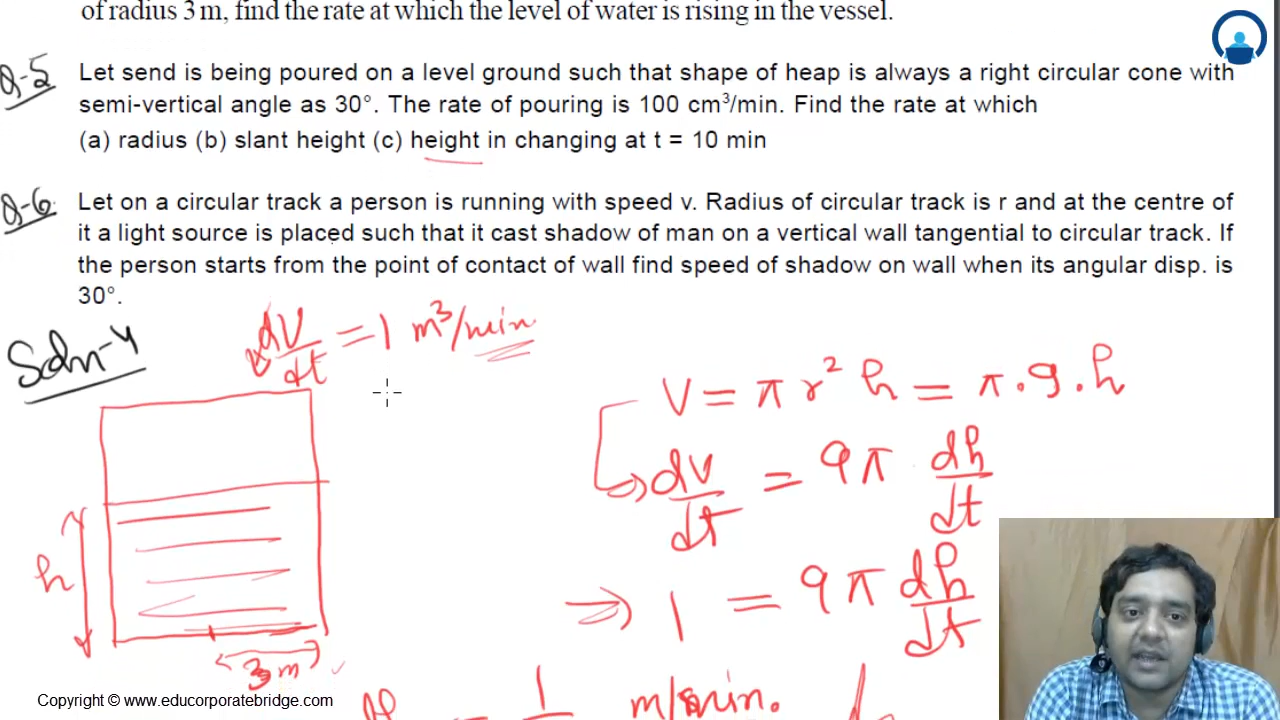 of radius 3 m, find the rate at which the level of water is rising in the vessel.
Q-5 Let send is being poured on a level ground such that shape of heap is always a right circular cone with
semi-vertical angle as 30°. The rate of pouring is 100 cm³/min. Find the rate at which
(a) radius (b) slant height (c) height in changing at t = 10 min
Q-6 Let on a circular track a person is running with speed v. Radius of circular track is r and at the centre of
it a light source is placed such that it cast shadow of man on a vertical wall tangential to circular track. If
the person starts from the point of contact of wall find speed of shadow on wall when its angular disp. is
30°.
Soln-4
dV/dt = 1 m³/min
V = π r² h = π . 9 . h
⇒ dv/dt = 9π dh/dt
⇒ 1 = 9π dh/dt
h
3 m
= 1 m/min.
Copyright © www.educorporatebridge.com